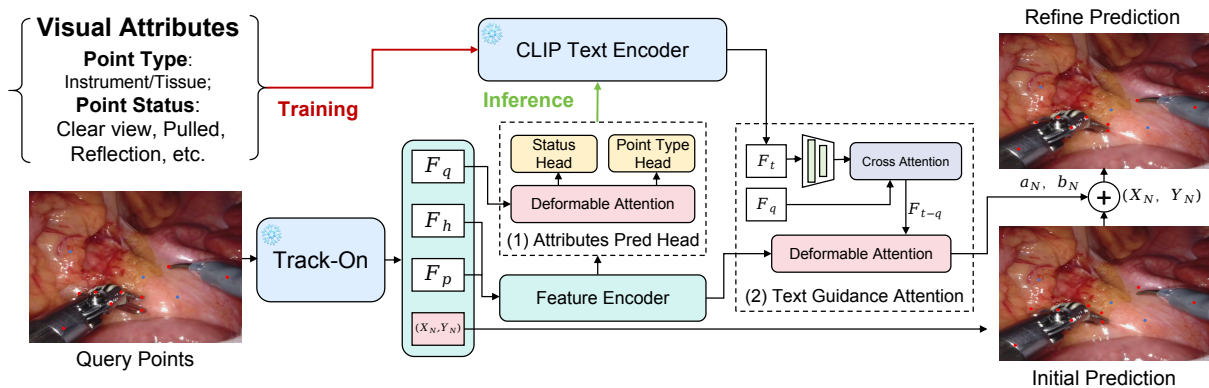 Visual Attributes
Point Type:
Instrument/Tissue;
Point Status:
Clear view, Pulled,
Reflection, etc.
Training
CLIP Text Encoder
Inference
Status
Head
Point Type
Head
Deformable Attention
(1) Attributes Pred Head
Query Points
Track-On
F_q
F_h
F_p
(X_N,Y_N)
Feature Encoder
F_t
F_q
Cross Attention
F_{t-q}
Deformable Attention
(2) Text Guidance Attention
Refine Prediction
a_N, b_N
+
(X_N, Y_N)
Initial Prediction